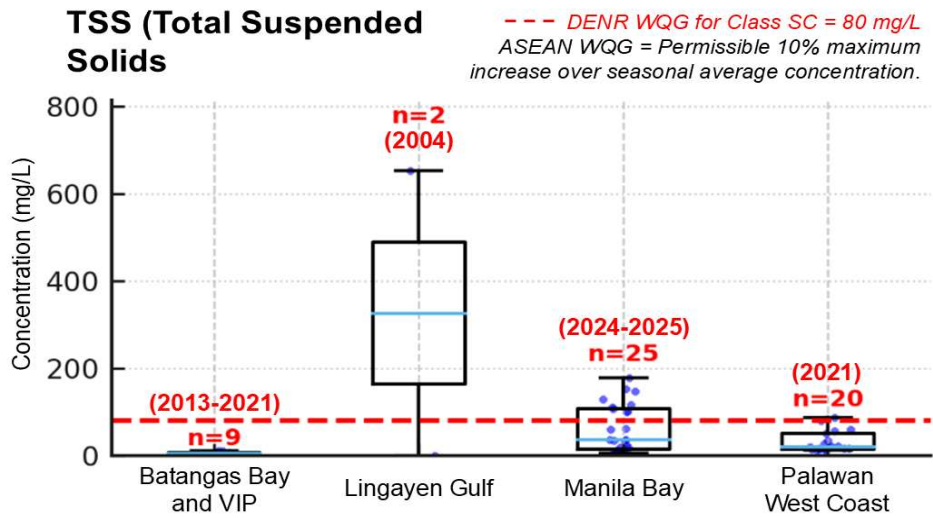 TSS (Total Suspended
Solids
DENR WQG for Class SC = 80 mg/L
ASEAN WQG = Permissible 10% maximum
increase over seasonal average concentration.
Concentration (mg/L)
800
600
400
200
0
(2013-2021)
n=9
n=2
(2004)
(2024-2025)
n=25
(2021)
n=20
Batangas Bay
and VIP
Lingayen Gulf
Manila Bay
Palawan
West Coast